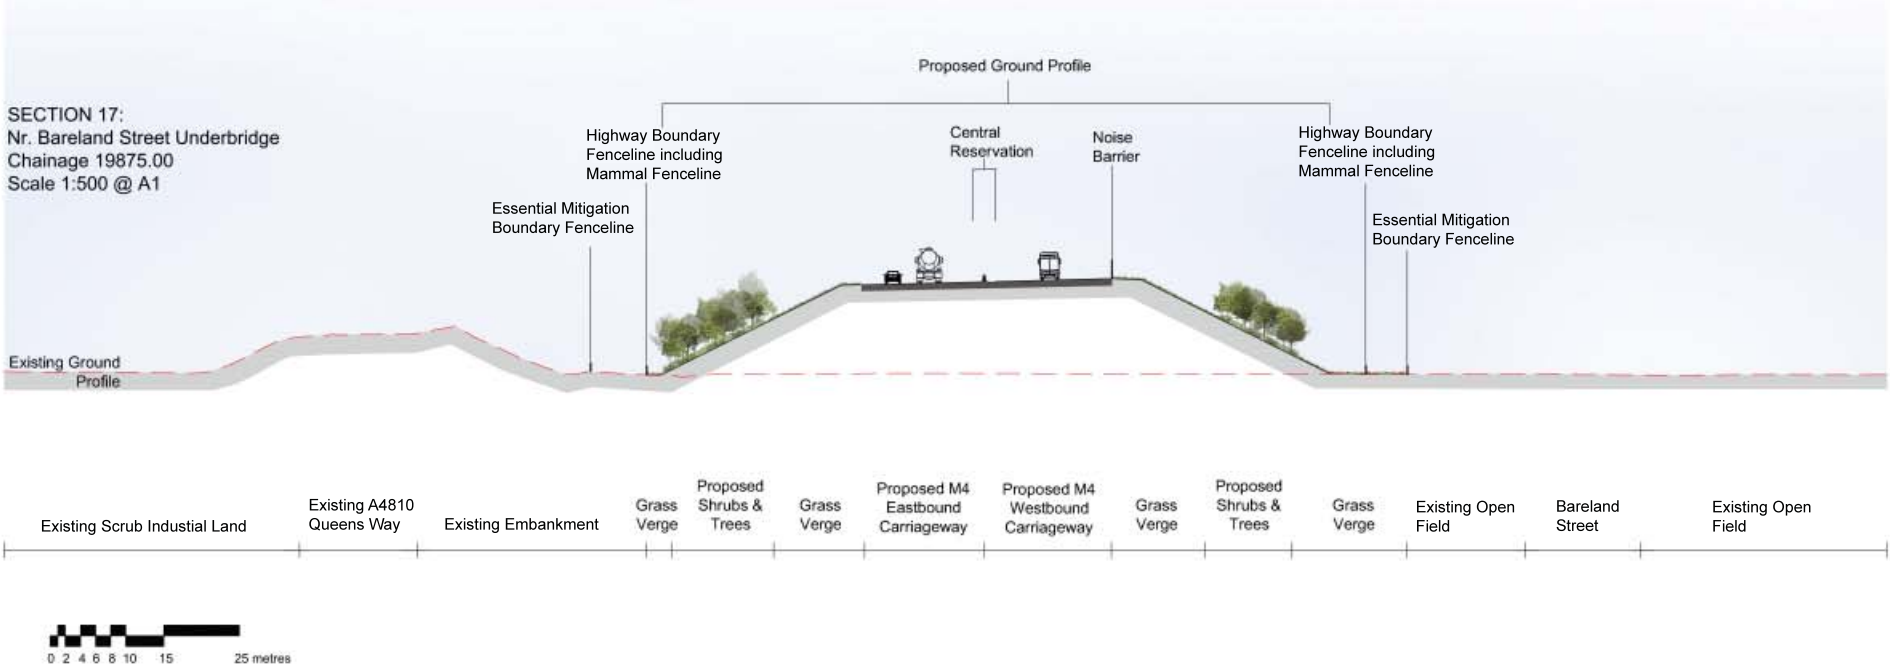 Proposed Ground Profile
SECTION 17:
Nr. Bareland Street Underbridge
Chainage 19875.00
Scale 1:500 @ A1
Highway Boundary
Fenceline including
Mammal Fenceline
Central
Reservation
Noise
Barrier
Highway Boundary
Fenceline including
Mammal Fenceline
Essential Mitigation
Boundary Fenceline
Essential Mitigation
Boundary Fenceline
Existing Ground
Profile
Existing Scrub Industial Land
Existing A4810
Queens Way
Existing Embankment
Grass
Verge
Proposed
Shrubs &
Trees
Grass
Verge
Proposed M4
Eastbound
Carriageway
Proposed M4
Westbound
Carriageway
Grass
Verge
Proposed
Shrubs &
Trees
Grass
Verge
Existing Open
Field
Bareland
Street
Existing Open
Field
0 2 4 6 8 10 15 25 metres